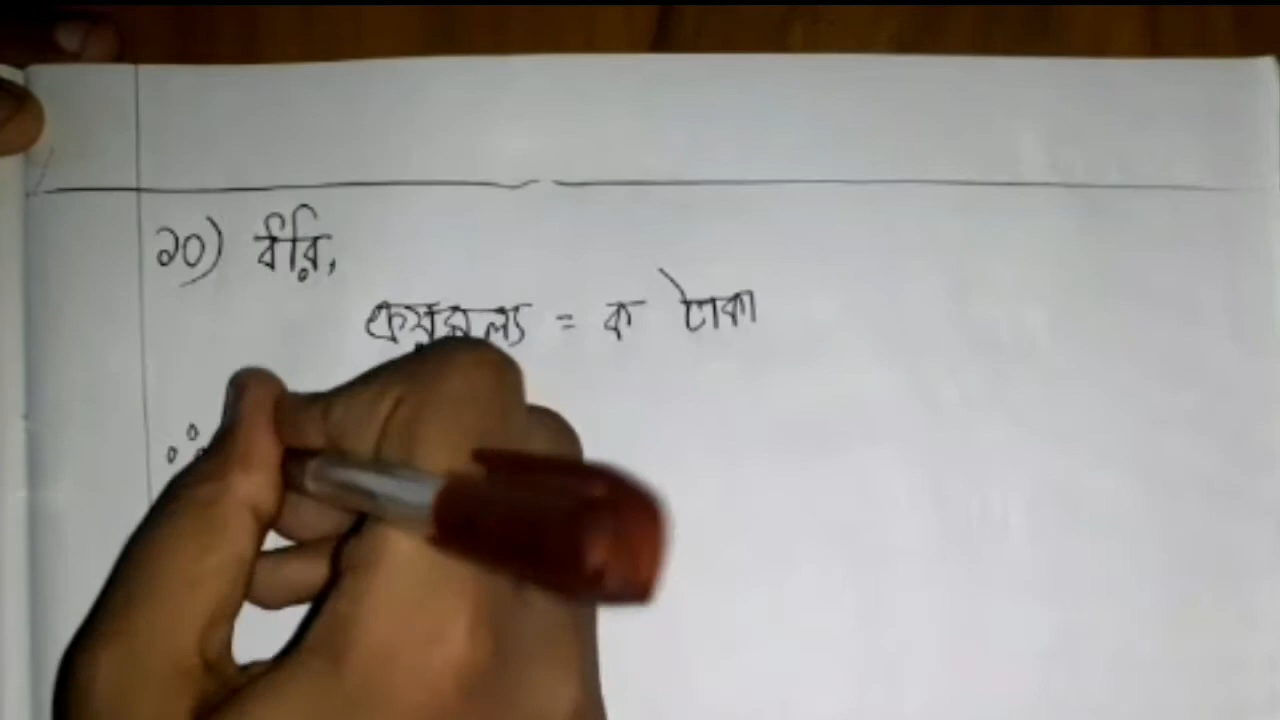 ১০) ধরি,
ক্রয়মূল্য = ক টাকা
∴